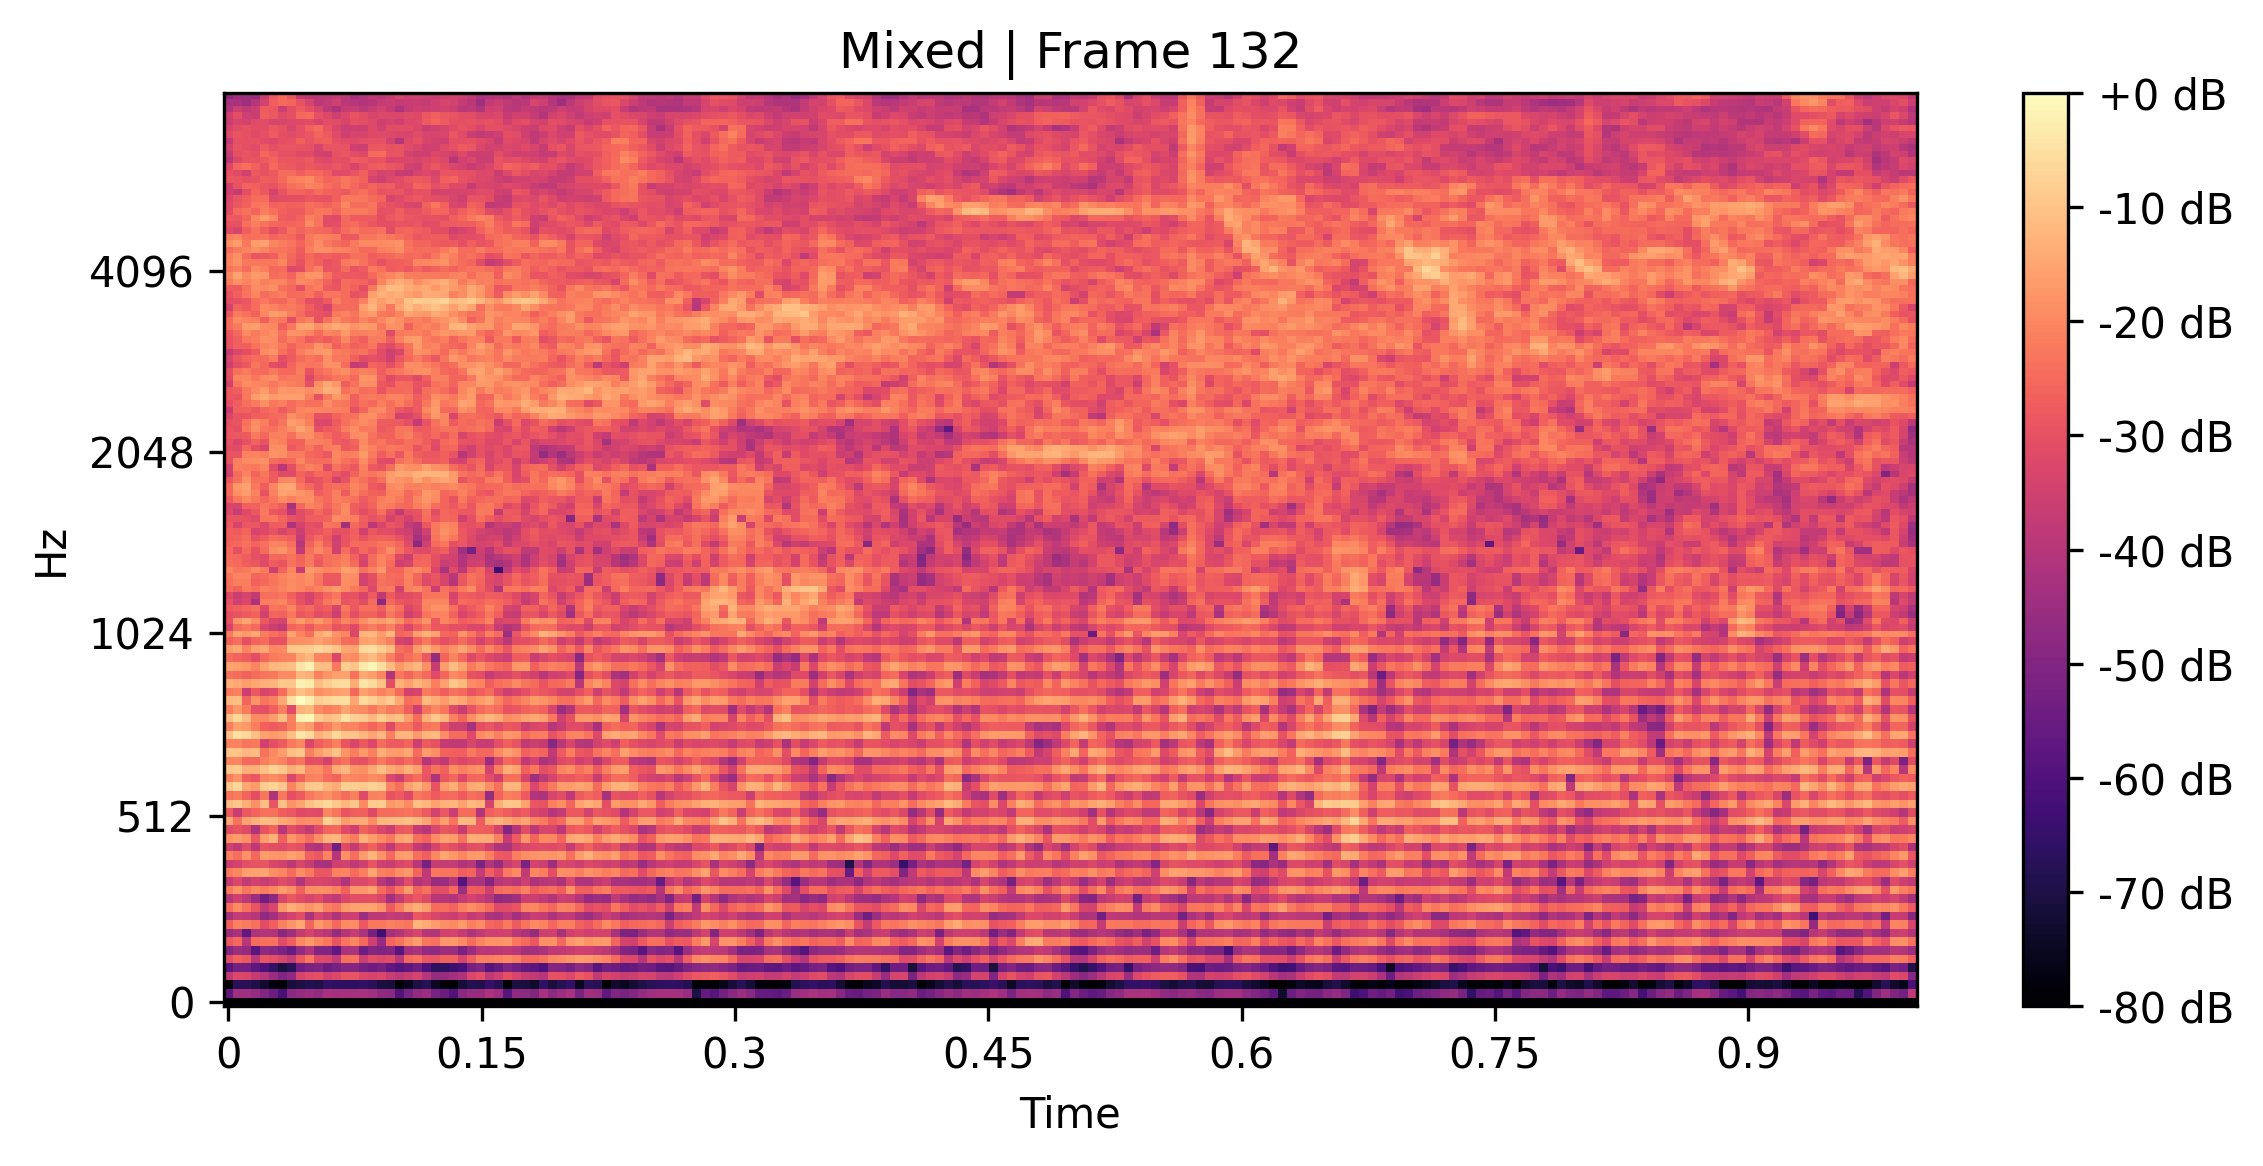 Mixed | Frame 132
Hz
4096
2048
1024
512
0
0 0.15 0.3 0.45 0.6 0.75 0.9
Time
+0 dB
-10 dB
-20 dB
-30 dB
-40 dB
-50 dB
-60 dB
-70 dB
-80 dB